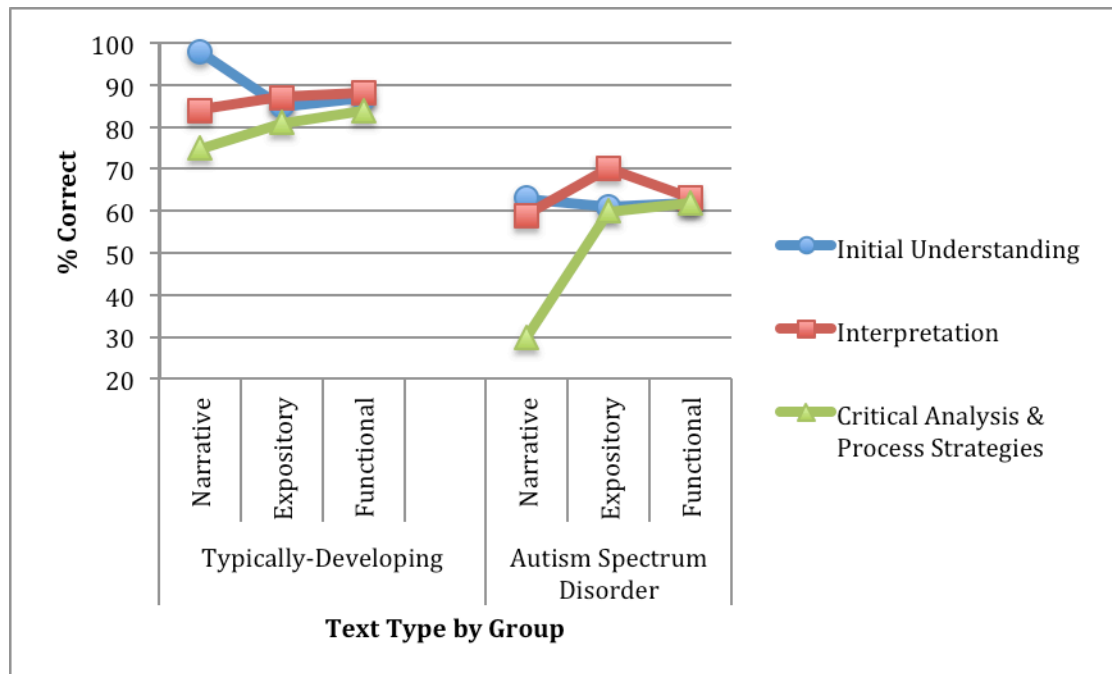 100
90
80
70
60
50
40
30
20
% Correct
Narrative
Expository
Functional
Narrative
Expository
Functional
Typically-Developing
Autism Spectrum
Disorder
Text Type by Group
Initial Understanding
Interpretation
Critical Analysis &
Process Strategies